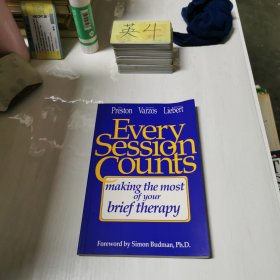 英4
Preston Varzos Liebert
Every
Session
Counts
making the most
of your
brief therapy
Foreword by Simon Budman, Ph.D.